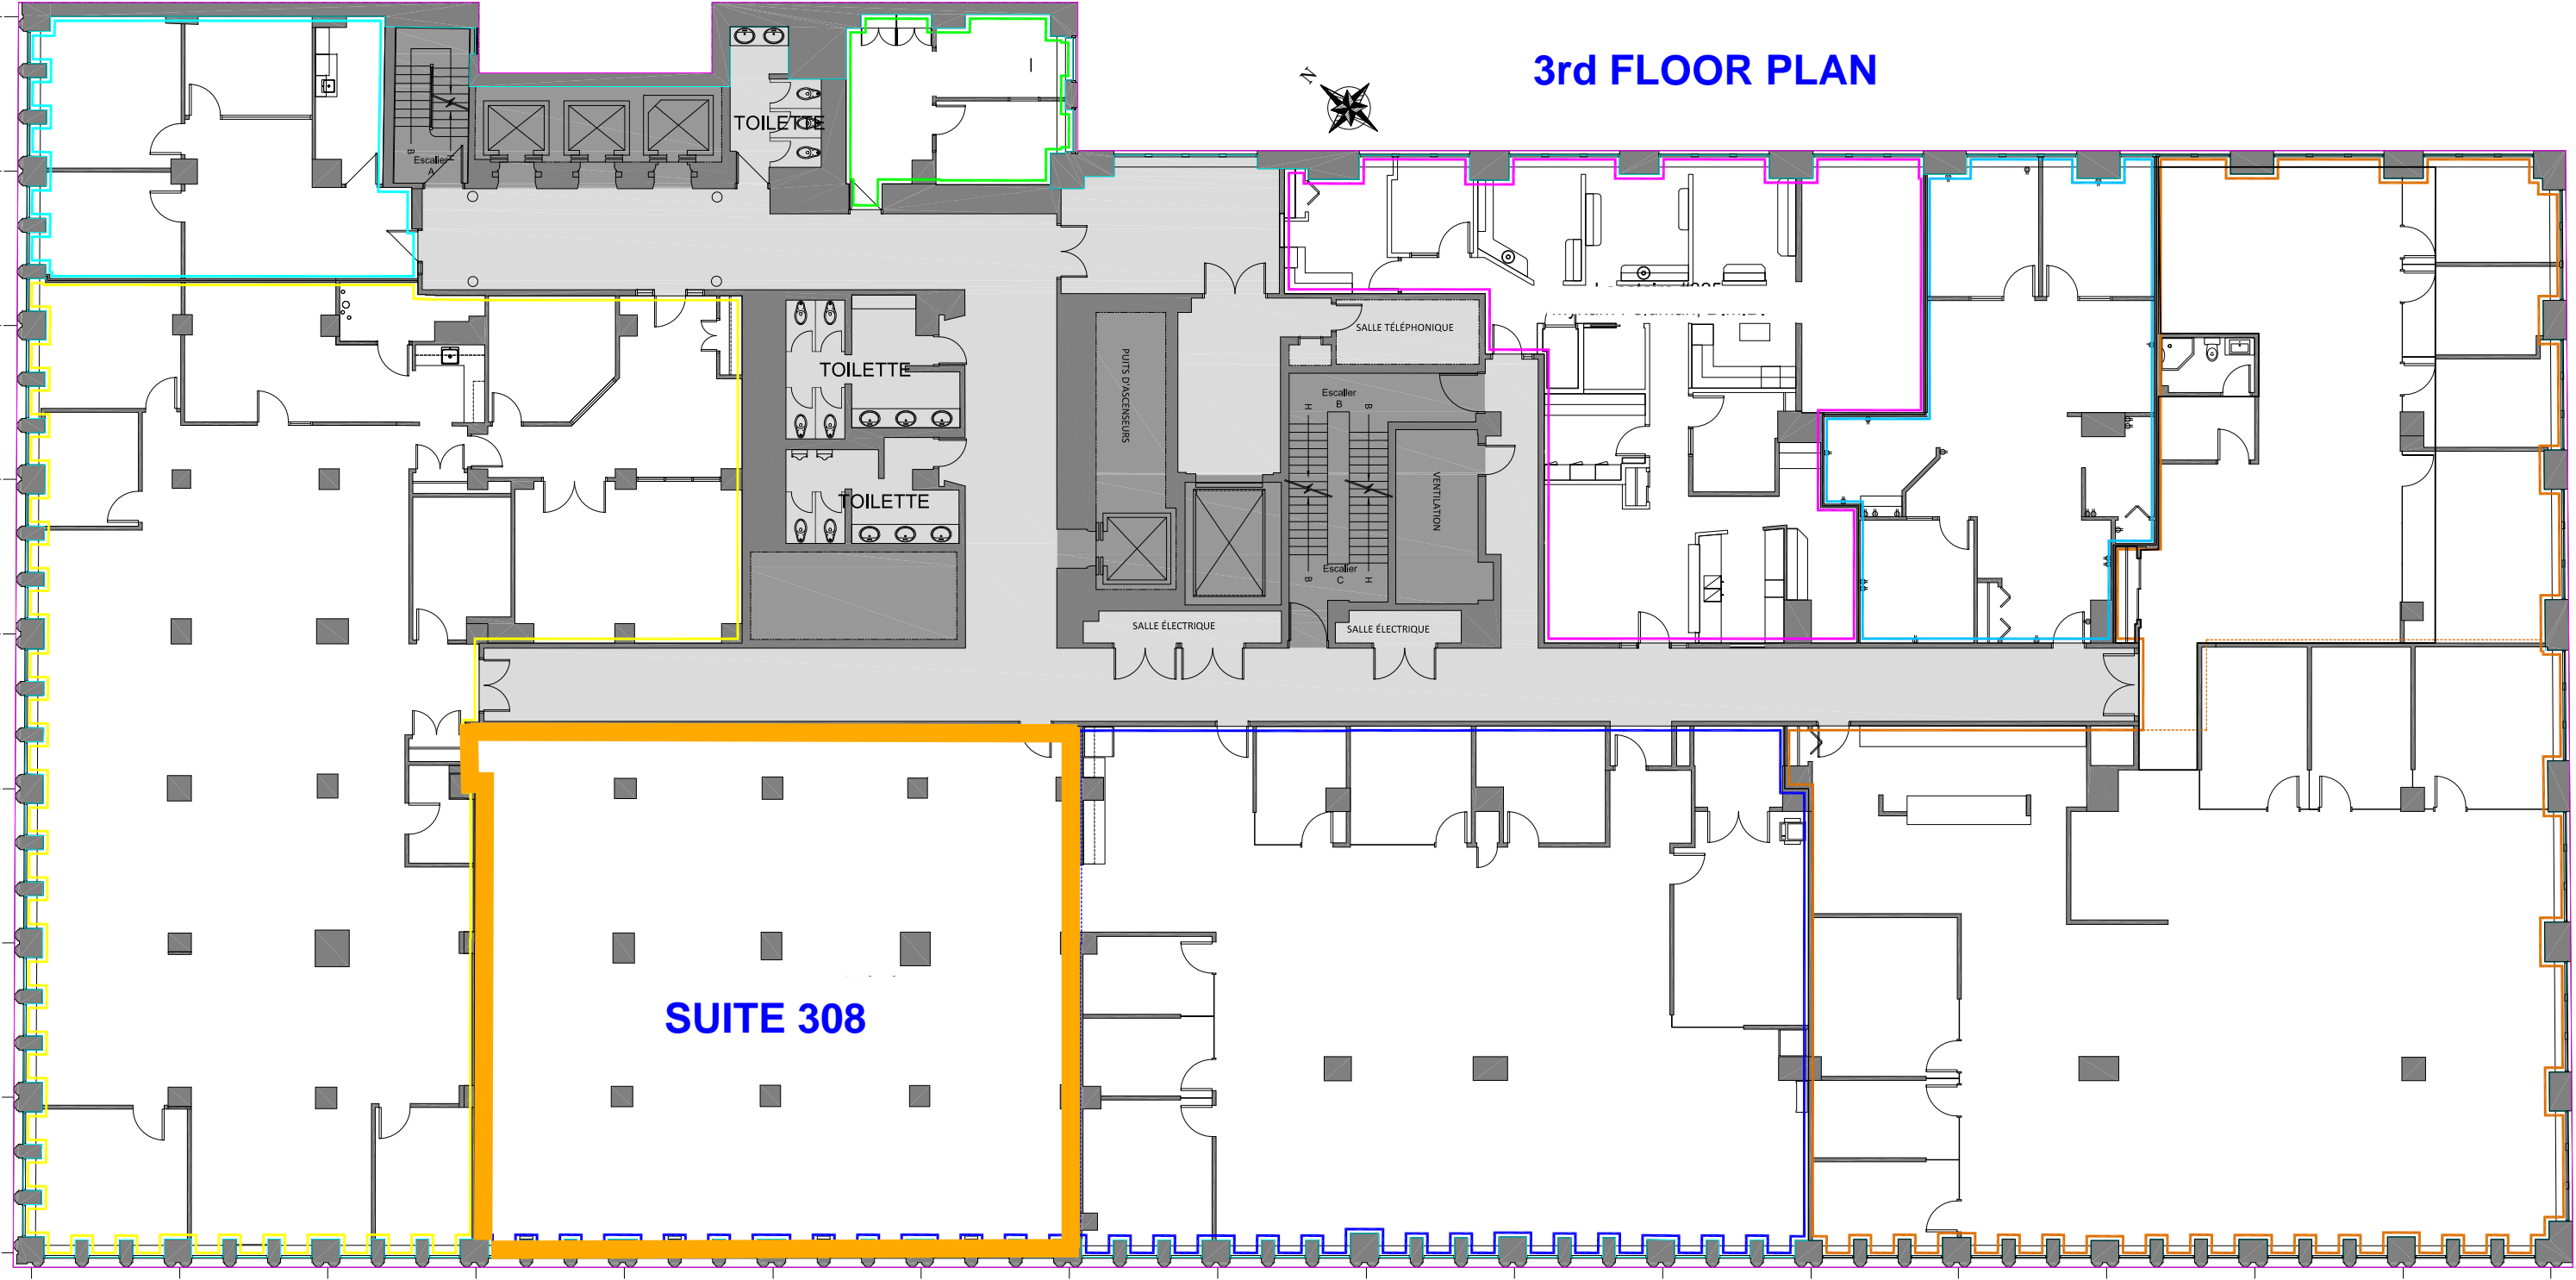 3rd FLOOR PLAN
N
TOILETTE
B
H
Escalier
A
SALLE TÉLÉPHONIQUE
PUITS D'ASCENSEURS
TOILETTE
Escalier
B
H
B
TOILETTE
VENTILATION
Escalier
C
B
H
SALLE ÉLECTRIQUE
SALLE ÉLECTRIQUE
SUITE 308